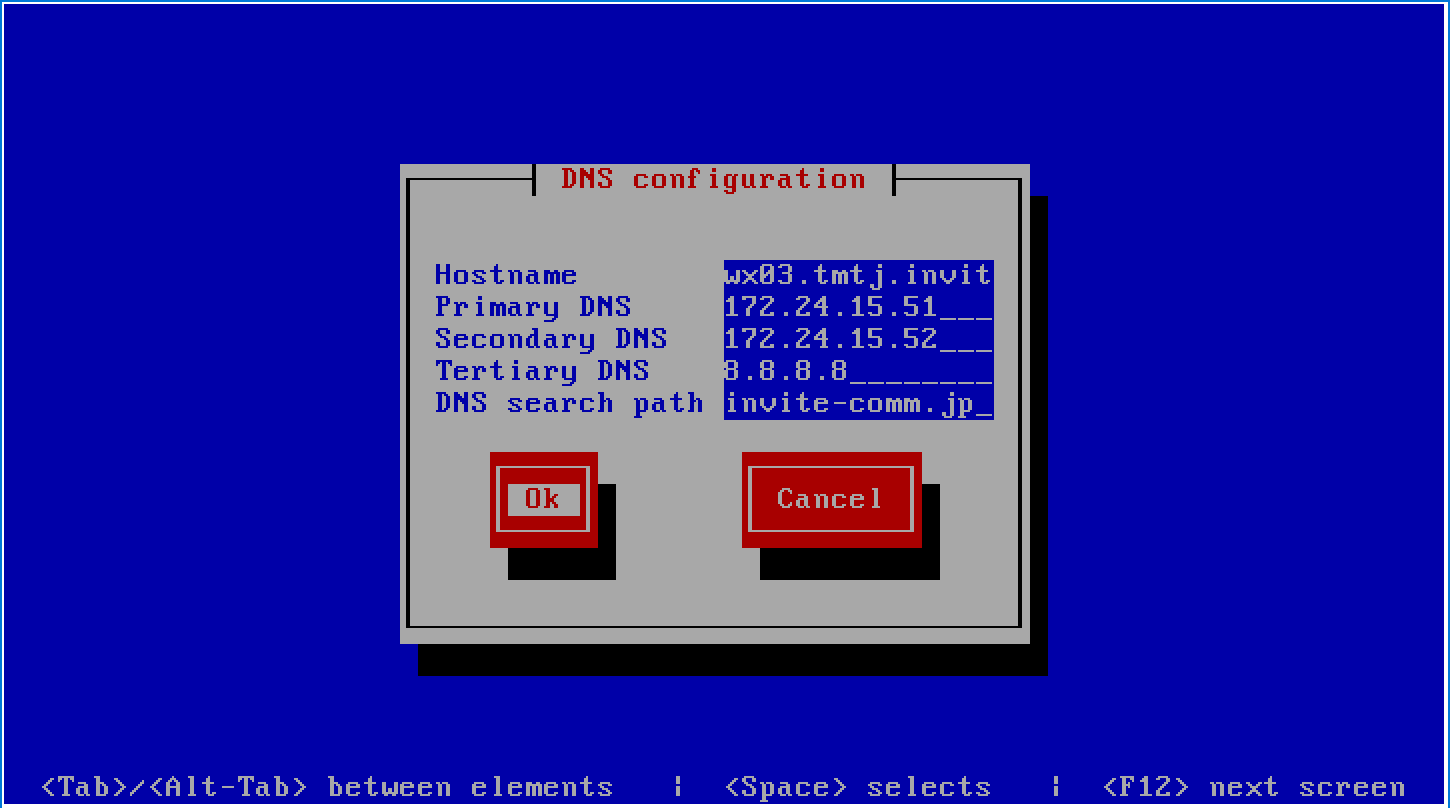 DNS configuration
Hostname wx03.tmtj.invit
Primary DNS 172.24.15.51___
Secondary DNS 172.24.15.52___
Tertiary DNS 8.8.8.8________
DNS search path invite-comm.jp_
Ok Cancel
<Tab>/<Alt-Tab> between elements | <Space> selects | <F12> next screen